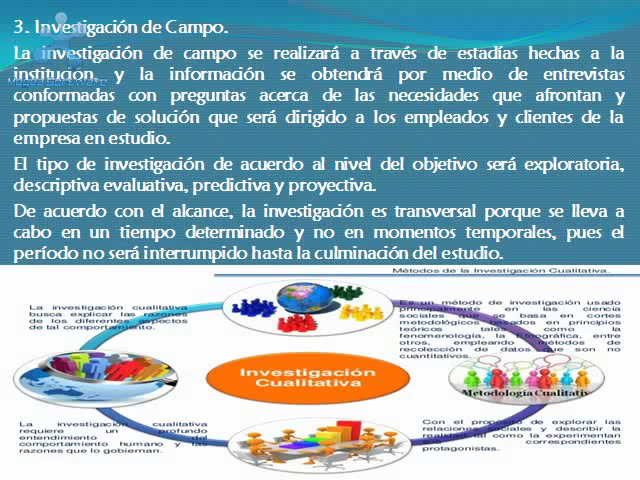 3. Investigación de Campo.
La investigación de campo se realizará a través de estadías hechas a la
institución, y la información se obtendrá por medio de entrevistas
conformadas con preguntas acerca de las necesidades que afrontan y
propuestas de solución que será dirigido a los empleados y clientes de la
empresa en estudio.
El tipo de investigación de acuerdo al nivel del objetivo será exploratoria,
descriptiva evaluativa, predictiva y proyectiva.
De acuerdo con el alcance, la investigación es transversal porque se lleva a
cabo en un tiempo determinado y no en momentos temporales, pues el
período no será interrumpido hasta la culminación del estudio.
Métodos de la Investigación Cualitativa.
La investigación cualitativa
busca explicar las razones
de los diferentes aspectos
de tal comportamiento.
Es un método de investigación usado
principalmente en las ciencia
sociales que se basa en cortes
metodológicos basados en principios
teóricos tales como la
fenomenología, la Etnográfica, entre
otros, empleando métodos de
recolección de datos que son no
cuantitativos.
Investigación
Cualitativa
Metodología Cualitativ
La investigación cualitativa
requiere un profundo
entendimiento del
comportamiento humano y las
razones que lo gobiernan.
Con el propósito de explorar las
relaciones sociales y describir la
realidad tal como la experimentan
sus correspondientes
protagonistas.